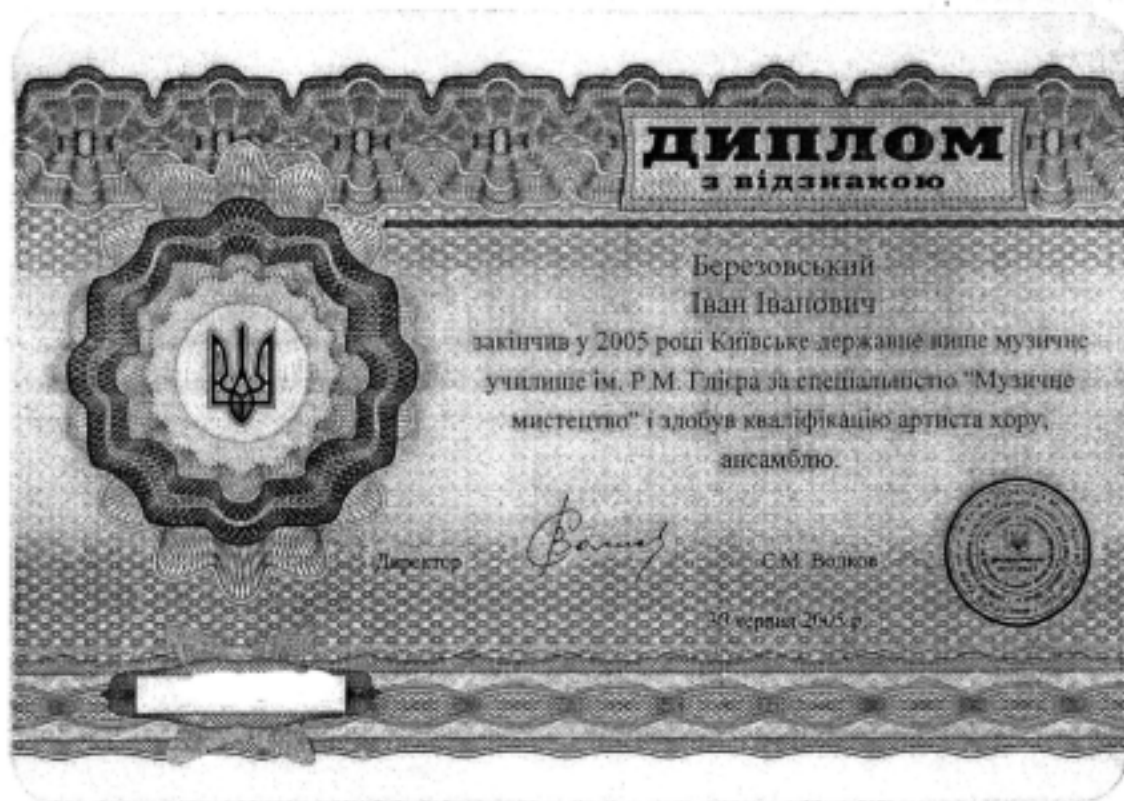 ДИПЛОМ
з відзнакою
Березовський
Іван Іванович
закінчив у 2005 році Київське державне вище музичне
училище ім. Р.М. Глієра за спеціальністю "Музичне
мистецтво" і здобув кваліфікацію артиста хору,
ансамблю.
Директор С.М. Волков
30 червня 2005 р.